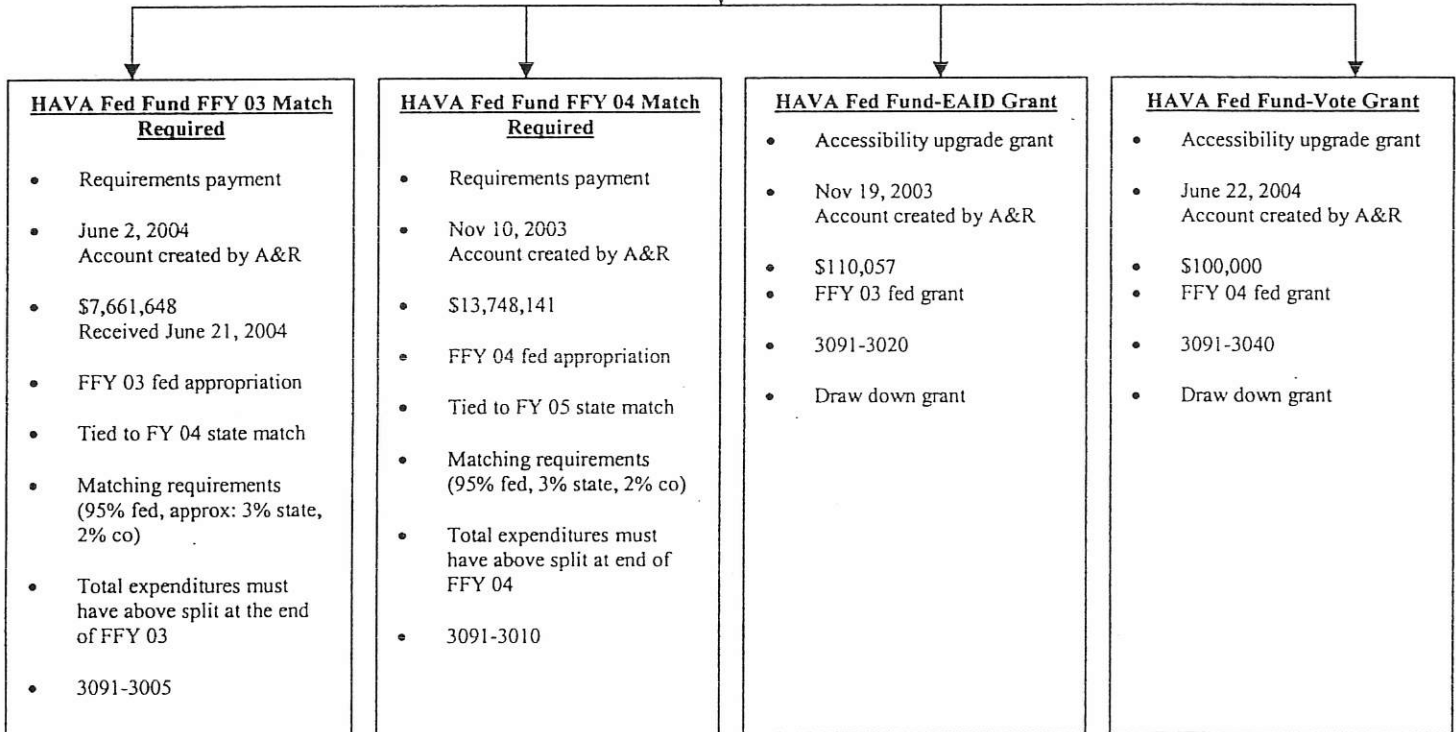 HAVA Fed Fund FFY 03 Match
Required
• Requirements payment
• June 2, 2004
Account created by A&R
• $7,661,648
Received June 21, 2004
• FFY 03 fed appropriation
• Tied to FY 04 state match
• Matching requirements
(95% fed, approx: 3% state,
2% co)
• Total expenditures must
have above split at the end
of FFY 03
• 3091-3005
HAVA Fed Fund FFY 04 Match
Required
• Requirements payment
• Nov 10, 2003
Account created by A&R
• $13,748,141
• FFY 04 fed appropriation
• Tied to FY 05 state match
• Matching requirements
(95% fed, 3% state, 2% co)
• Total expenditures must
have above split at end of
FFY 04
• 3091-3010
HAVA Fed Fund-EAID Grant
• Accessibility upgrade grant
• Nov 19, 2003
Account created by A&R
• $110,057
• FFY 03 fed grant
• 3091-3020
• Draw down grant
HAVA Fed Fund-Vote Grant
• Accessibility upgrade grant
• June 22, 2004
Account created by A&R
• $100,000
• FFY 04 fed grant
• 3091-3040
• Draw down grant